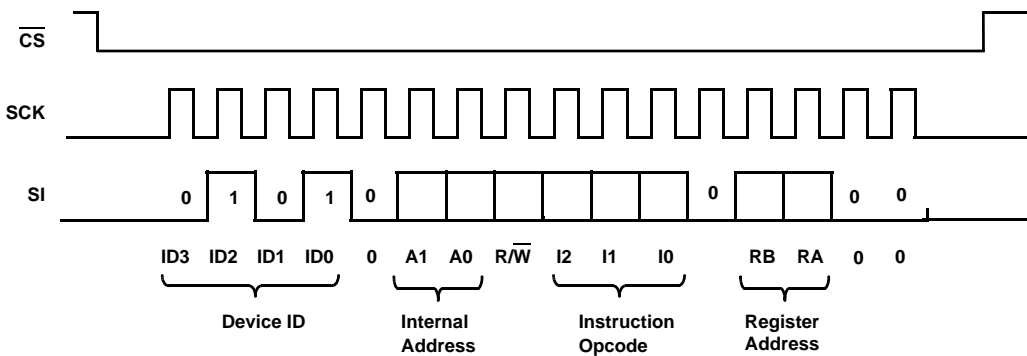 CS
SCK
SI
0 1 0 1 0 0 0 0
ID3 ID2 ID1 ID0 0 A1 A0 R/W I2 I1 I0 RB RA 0 0
Device ID Internal Address Instruction Opcode Register Address